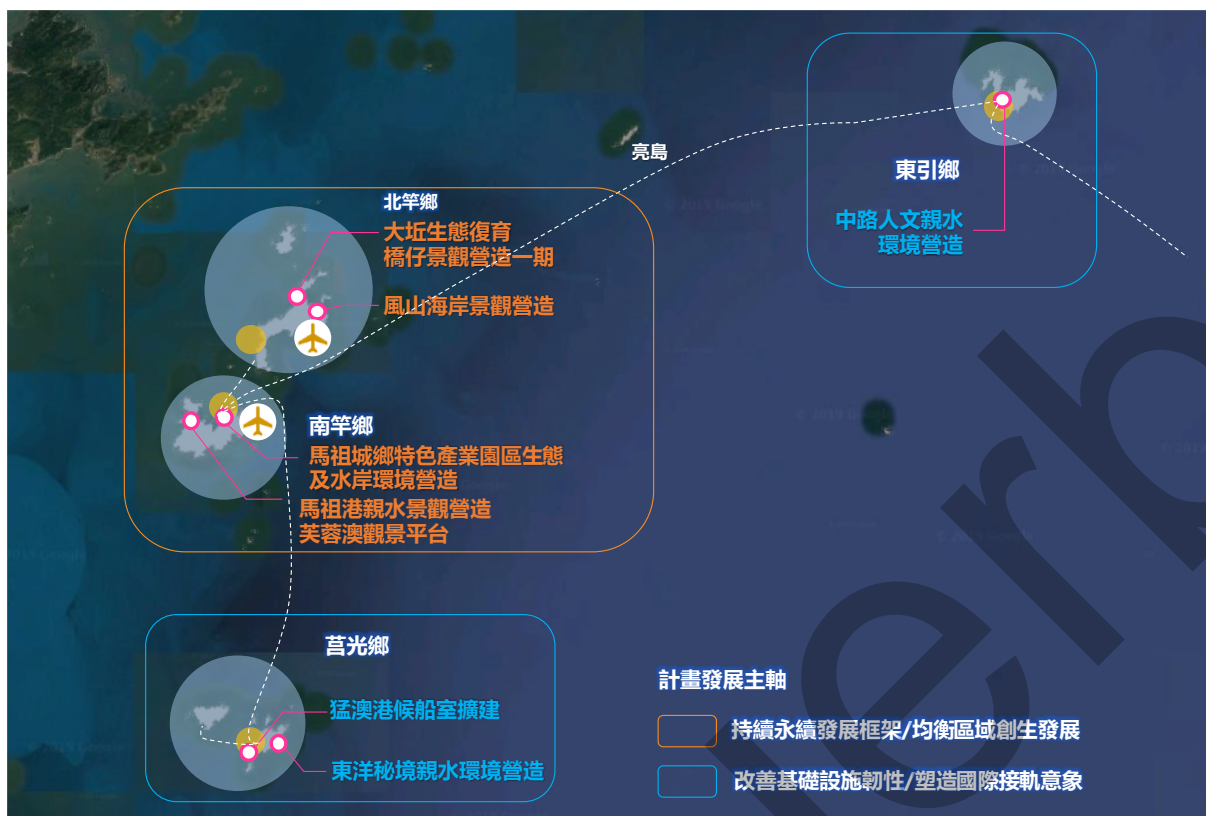 亮島
東引鄉
中路人文親水
環境營造
北竿鄉
大坵生態復育
橋仔景觀營造一期
風山海岸景觀營造
南竿鄉
馬祖城鄉特色產業園區生態
及水岸環境營造
馬祖港親水景觀營造
芙蓉澳觀景平台
莒光鄉
猛澳港候船室擴建
東洋秘境親水環境營造
計畫發展主軸
持續永續發展框架/均衡區域創生發展
改善基礎設施韌性/塑造國際接軌意象